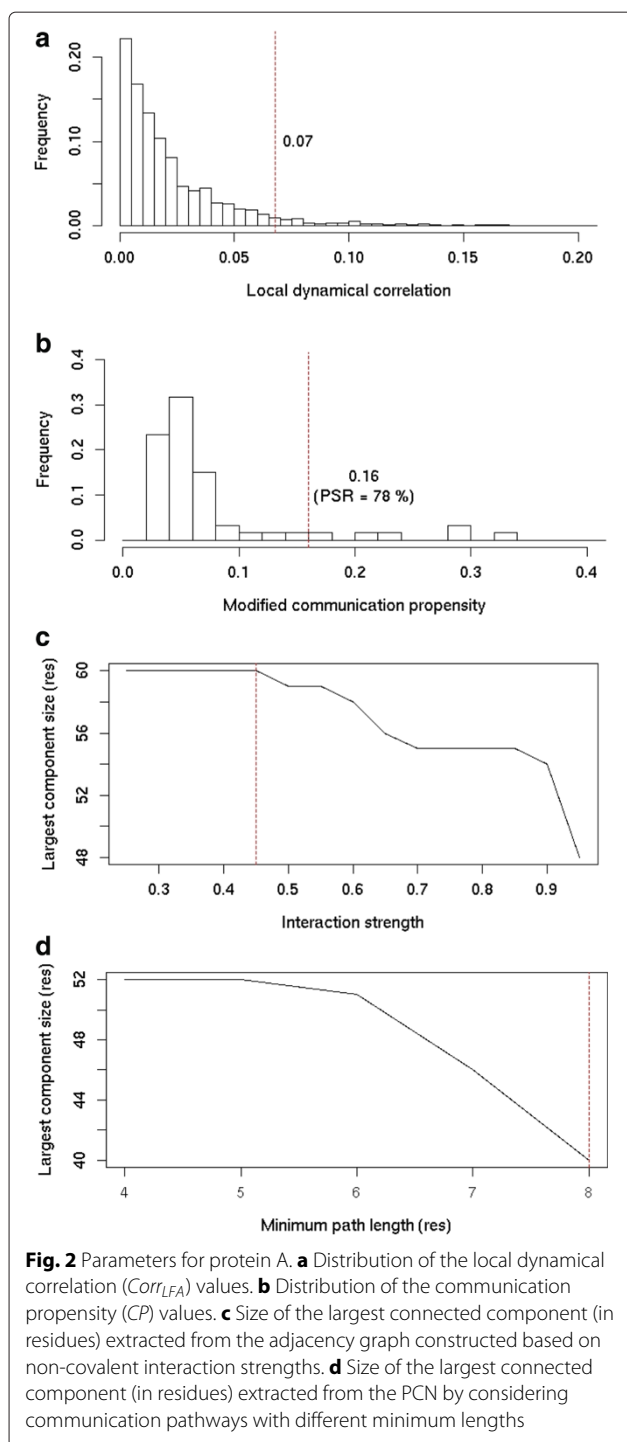 a
Frequency
0.20
0.10
0.00
0.07
0.00 0.05 0.10 0.15 0.20
Local dynamical correlation
b
Frequency
0.4
0.3
0.2
0.1
0.0
0.16
(PSR = 78 %)
0.0 0.1 0.2 0.3 0.4
Modified communication propensity
c
Largest component size (res)
60
56
52
48
0.3 0.4 0.5 0.6 0.7 0.8 0.9
Interaction strength
d
Largest component size (res)
52
48
44
40
4 5 6 7 8
Minimum path length (res)
Fig. 2 Parameters for protein A. a Distribution of the local dynamical
correlation (Corr_LFA) values. b Distribution of the communication
propensity (CP) values. c Size of the largest connected component (in
residues) extracted from the adjacency graph constructed based on
non-covalent interaction strengths. d Size of the largest connected
component (in residues) extracted from the PCN by considering
communication pathways with different minimum lengths